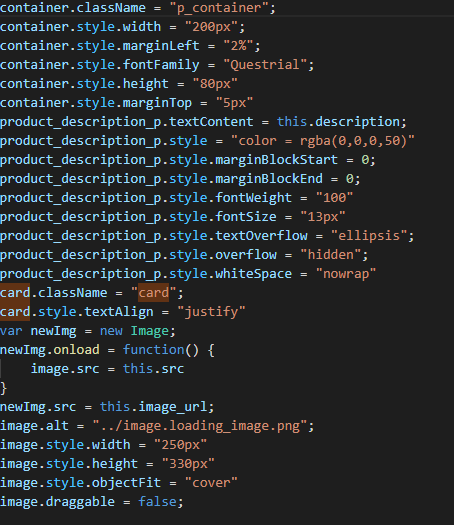 container.className = "p_container";
container.style.width = "200px"
container.style.marginLeft = "2%";
container.style.fontFamily = "Questrial";
container.style.height = "80px"
container.style.marginTop = "5px"
product_description_p.textContent = this.description;
product_description_p.style = "color = rgba(0,0,0,50)"
product_description_p.style.marginBlockStart = 0;
product_description_p.style.marginBlockEnd = 0;
product_description_p.style.fontWeight = "100"
product_description_p.style.fontSize = "13px"
product_description_p.style.textOverflow = "ellipsis";
product_description_p.style.overflow = "hidden";
product_description_p.style.whiteSpace = "nowrap"
card.className = "card";
card.style.textAlign = "justify"
var newImg = new Image;
newImg.onload = function() {
    image.src = this.src
}
newImg.src = this.image_url;
image.alt = "../image.loading_image.png";
image.style.width = "250px"
image.style.height = "330px"
image.style.objectFit = "cover"
image.draggable = false;